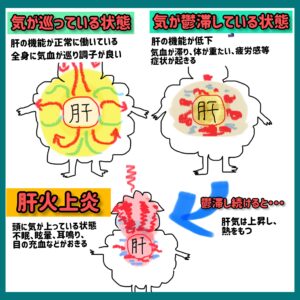 気が巡っている状態
肝の機能が正常に働いている
全身に気血が巡り調子が良い
肝
気が鬱滞している状態
肝の機能が低下
気血が滞り、体が重たい、疲労感等
症状が起きる
肝
鬱滞し続けると・・・
肝気は上昇し、
熱をもつ
肝火上炎
頭に気が上っている状態
不眠、眩暈、耳鳴り、
目の充血などがおきる
肝